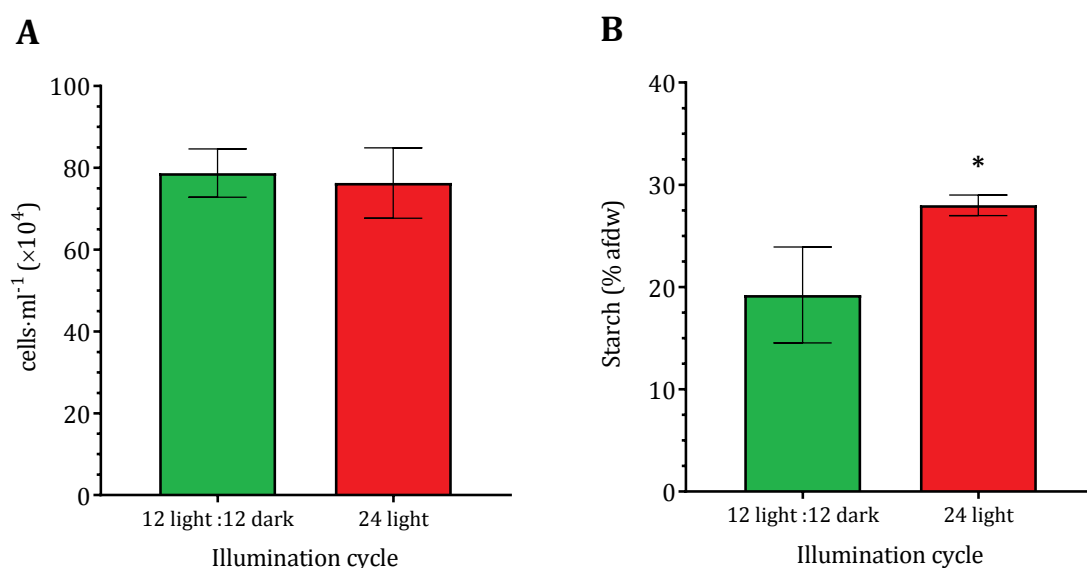 A
cells·ml⁻¹ (×10⁴)
100
80
60
40
20
0
12 light :12 dark
24 light
Illumination cycle
B
Starch (% afdw)
40
30
20
10
0
*
12 light :12 dark
24 light
Illumination cycle